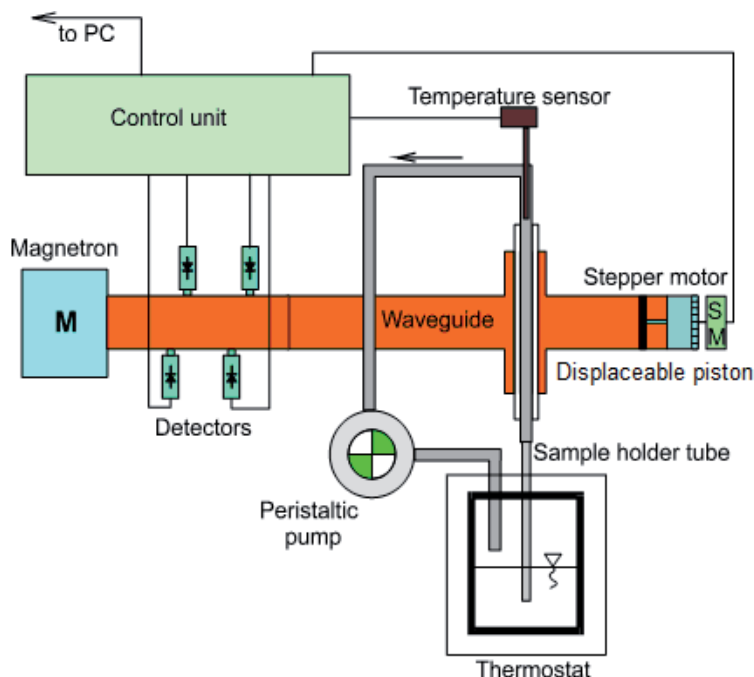 to PC
Temperature sensor
Control unit
Magnetron
Stepper motor
M
Waveguide
S
M
Displaceable piston
Detectors
Sample holder tube
Peristaltic
pump
Thermostat